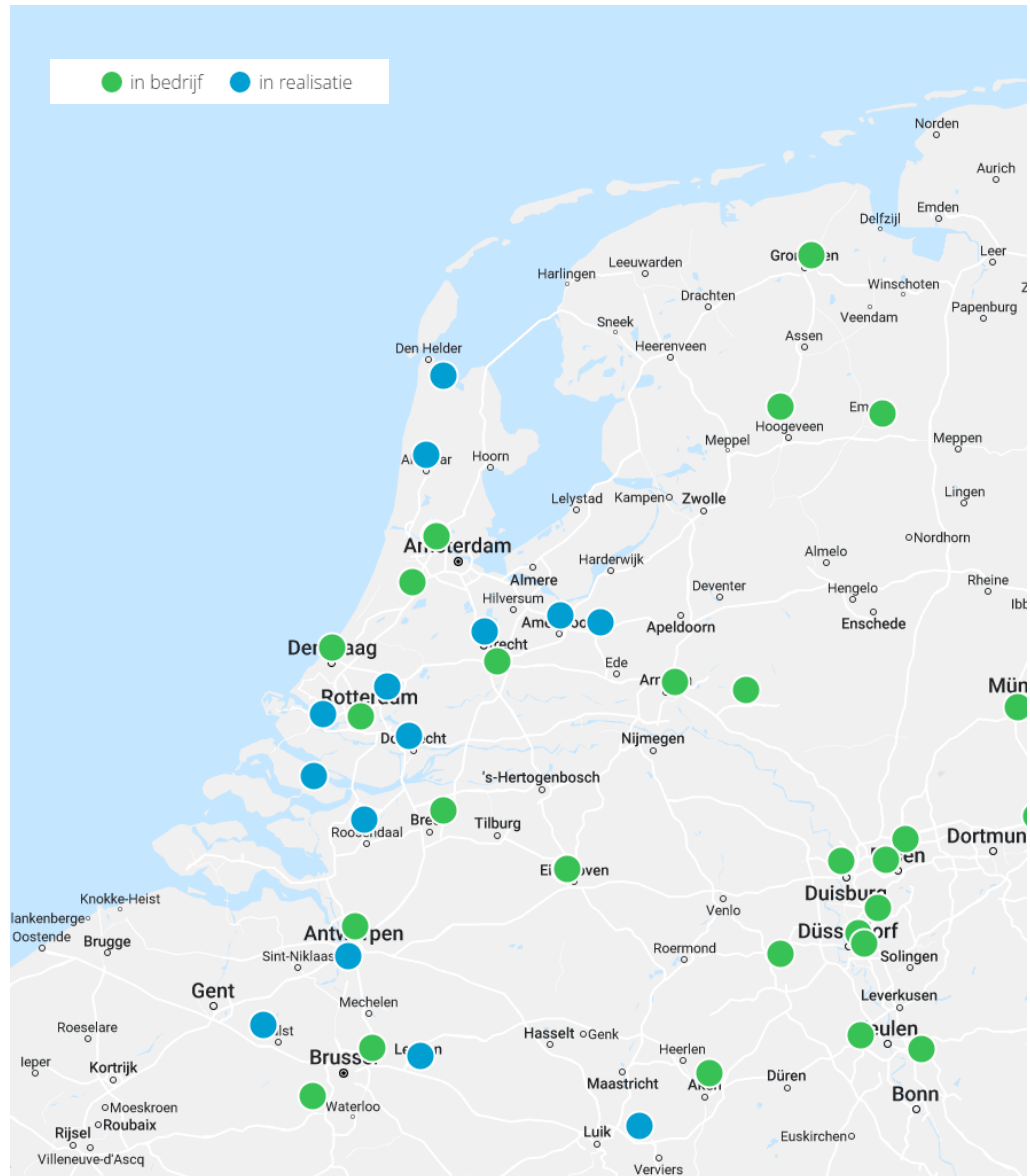 in bedrijf
in realisatie
Norden
Aurich
Emden
Delfzijl
Leer
Leeuwarden
Harlingen
Winschoten
Drachten
Papenburg
Veendam
Sneek
Assen
Heerenveen
Den Helder
Hoogeveen
Meppel
Meppen
Hoorn
Lelystad
Kampen
Zwolle
Lingen
Nordhorn
Amsterdam
Almelo
Harderwijk
Almere
Deventer
Rheine
Hengelo
Hilversum
Enschede
Apeldoorn
Ede
Rotterdam
Nijmegen
's-Hertogenbosch
Tilburg
Roosendaal
Dortmun
Duisburg
Knokke-Heist
Venlo
lankenberge
Oostende
Brugge
Antwerpen
Sint-Niklaas
Roermond
Solingen
Gent
Leverkusen
Mechelen
Roeselare
Hasselt
Genk
Heerlen
Ieper
Kortrijk
Maastricht
Düren
Bonn
Moeskroen
Waterloo
Roubaix
Rijsel
Luik
Euskirchen
Villeneuve-d'Ascq
Verviers